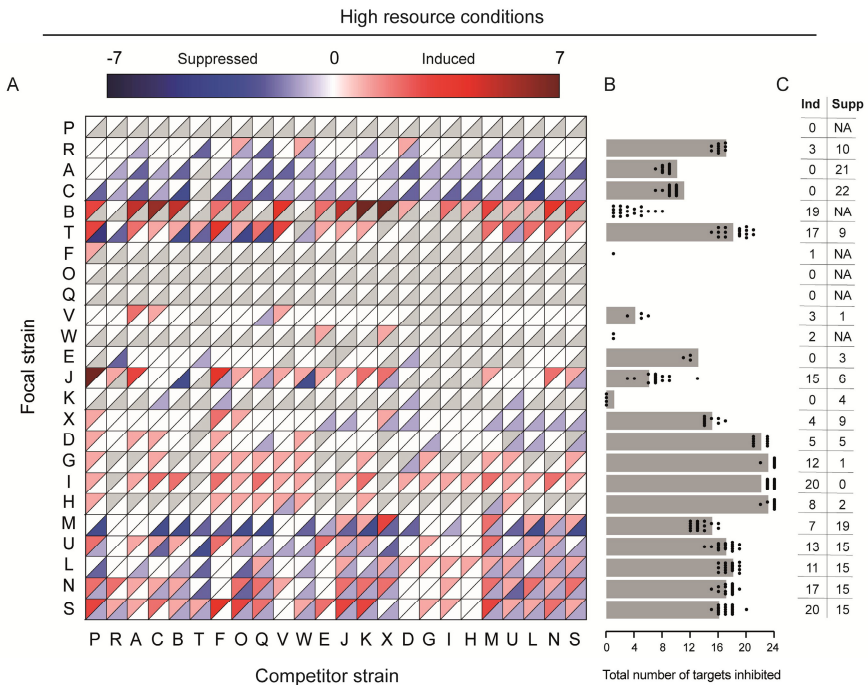 High resource conditions
-7 0 7
Suppressed Induced
A B C
Ind Supp
P 0 NA
R 3 10
A 0 21
C 0 22
B 19 NA
T 17 9
F 1 NA
O 0 NA
Q 0 NA
V 3 1
W 2 NA
E 0 3
J 15 6
K 0 4
X 4 9
D 5 5
G 12 1
I 20 0
H 8 2
M 7 19
U 13 15
L 11 15
N 17 15
S 20 15
Focal strain
P R A C B T F O Q V W E J K X D G I H M U L N S
0 4 8 12 16 20 24
Competitor strain
Total number of targets inhibited